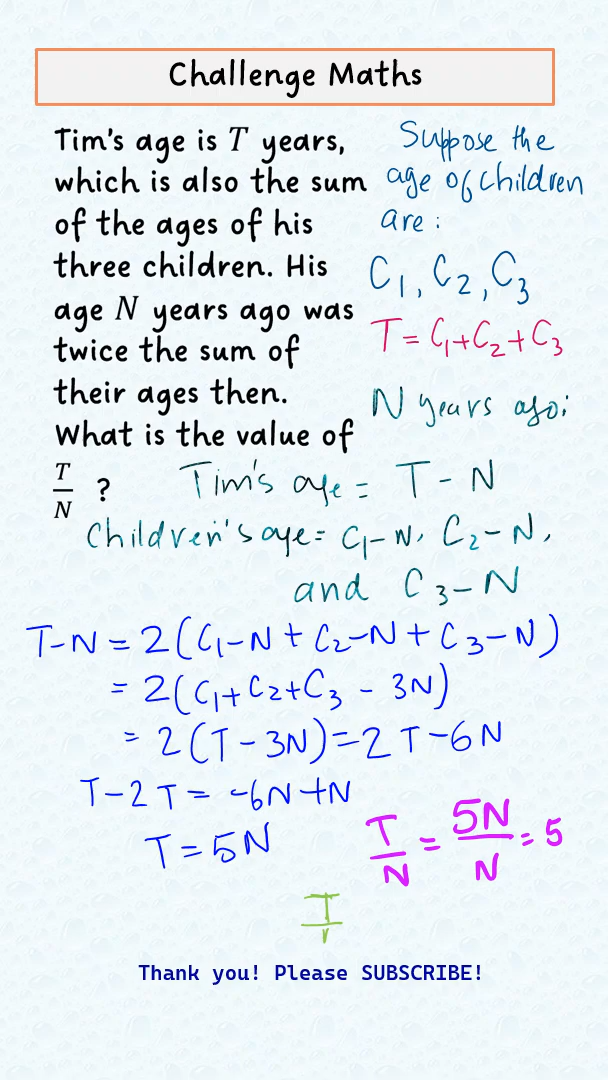 Challenge Maths
Tim's age is T years,
which is also the sum
of the ages of his
three children. His
age N years ago was
twice the sum of
their ages then.
What is the value of
T/N ?
Suppose the
age of children
are :
C₁, C₂, C₃
T = C₁+C₂+C₃
N years ago:
Tim's age = T - N
Children's age = C₁-N, C₂-N,
and C₃-N
T-N = 2(C₁-N + C₂-N + C₃-N)
= 2(C₁+C₂+C₃ - 3N)
= 2(T-3N) = 2T-6N
T-2T = -6N+N
T = 5N
T/N = 5N/N = 5
T
Thank you! Please SUBSCRIBE!